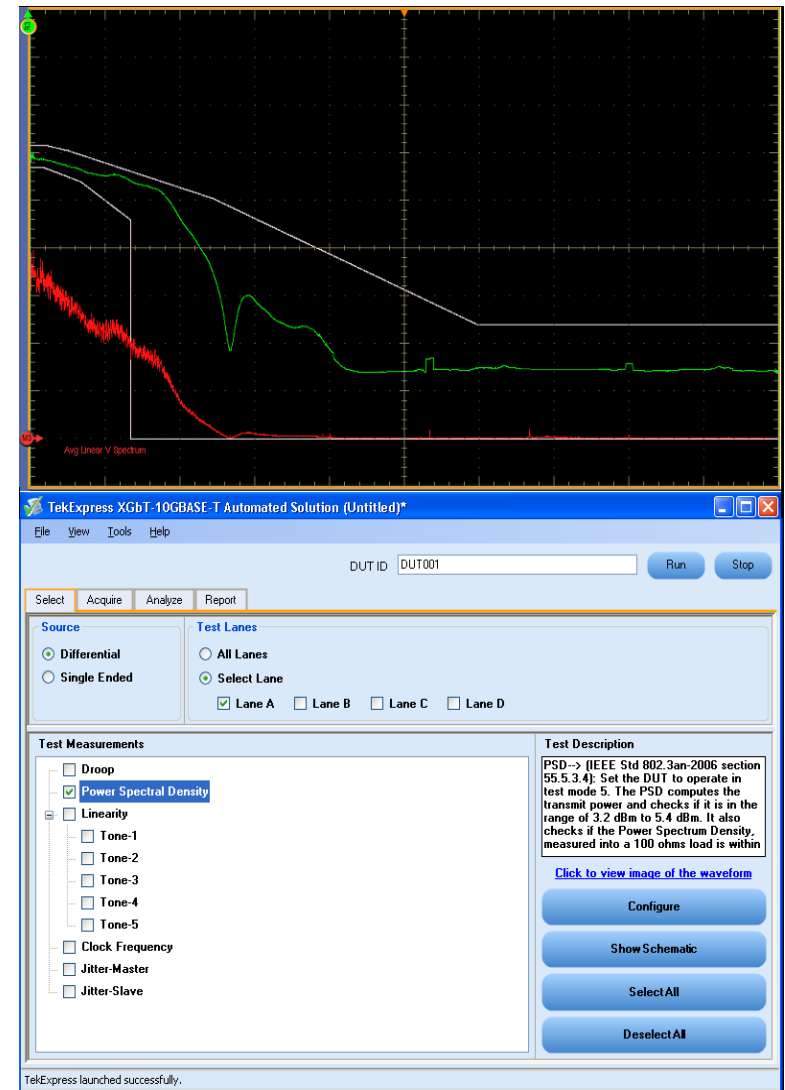 Avg Linear V Spectrum
TekExpress XGbT-10GBASE-T Automated Solution (Untitled)*
File View Tools Help
DUT ID DUT001 Run Stop
Select Acquire Analyze Report
Source Test Lanes
Differential All Lanes
Single Ended Select Lane
Lane A Lane B Lane C Lane D
Test Measurements Test Description
Droop
Power Spectral Density
Linearity
Tone-1
Tone-2
Tone-3
Tone-4
Tone-5
Clock Frequency
Jitter-Master
Jitter-Slave
PSD--> (IEEE Std 802.3an-2006 section
55.5.3.4): Set the DUT to operate in
test mode 5. The PSD computes the
transmit power and checks if it is in the
range of 3.2 dBm to 5.4 dBm. It also
checks if the Power Spectrum Density,
measured into a 100 ohms load is within
Click to view image of the waveform
Configure
Show Schematic
Select All
Deselect All
TekExpress launched successfully.